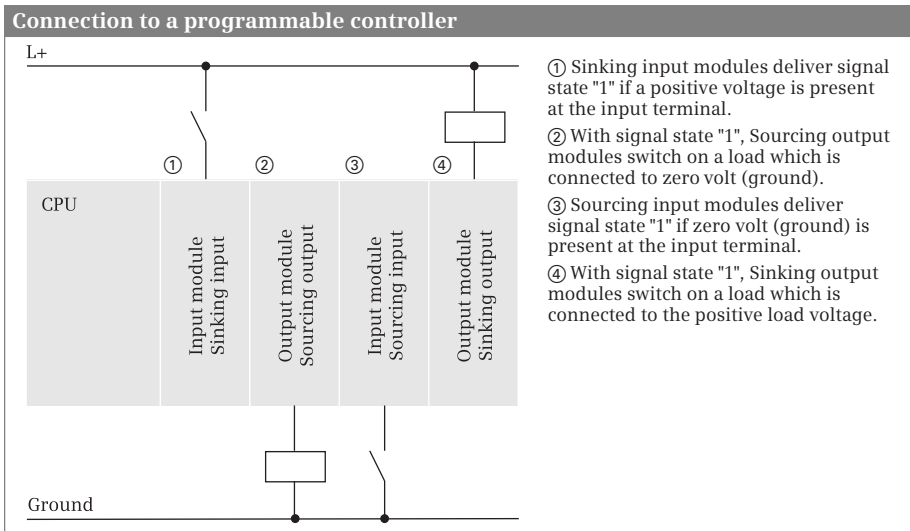 Connection to a programmable controller
L+
① ② ③ ④
CPU
Input module
Sinking input
Output module
Sourcing output
Input module
Sourcing input
Output module
Sinking output
Ground
① Sinking input modules deliver signal
state "1" if a positive voltage is present
at the input terminal.
② With signal state "1", Sourcing output
modules switch on a load which is
connected to zero volt (ground).
③ Sourcing input modules deliver
signal state "1" if zero volt (ground) is
present at the input terminal.
④ With signal state "1", Sinking output
modules switch on a load which is
connected to the positive load voltage.